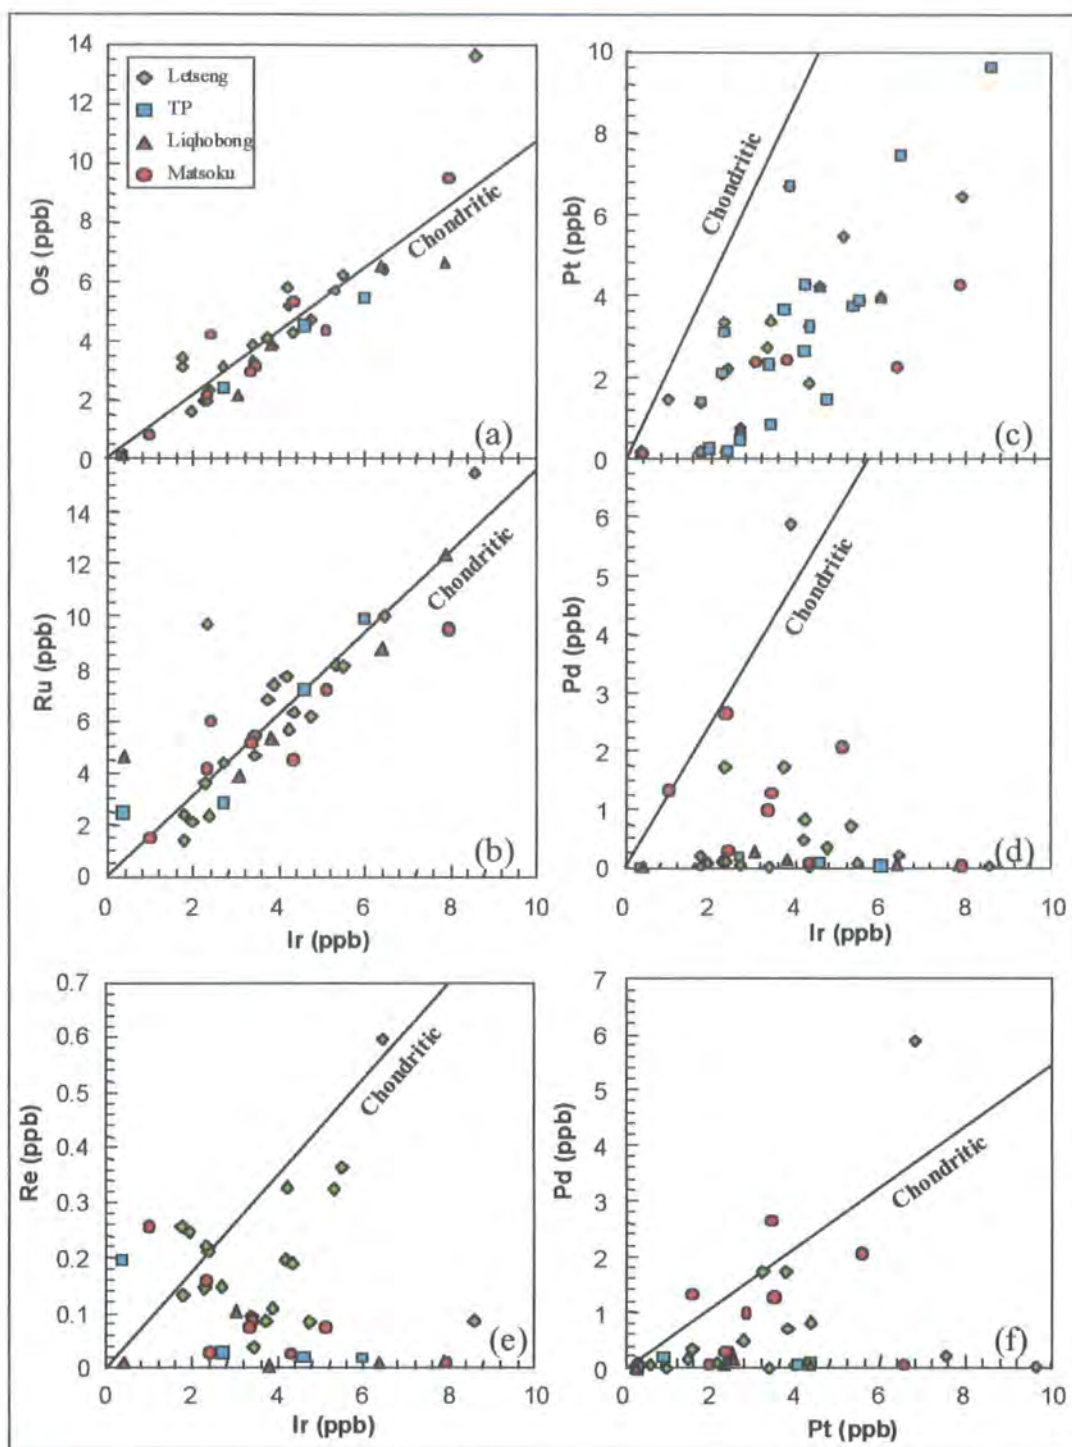 14
12
10
8
6
4
2
0
Os (ppb)
Letseng
TP
Liqhobong
Matsoku
Chondritic
(a)
10
8
6
4
2
0
Pt (ppb)
Chondritic
(c)
14
12
10
8
6
4
2
0
Ru (ppb)
Chondritic
(b)
0 2 4 6 8 10
Ir (ppb)
6
5
4
3
2
1
0
Pd (ppb)
Chondritic
(d)
0 2 4 6 8 10
Ir (ppb)
0.7
0.6
0.5
0.4
0.3
0.2
0.1
0
Re (ppb)
Chondritic
(e)
0 2 4 6 8 10
Ir (ppb)
7
6
5
4
3
2
1
0
Pd (ppb)
Chondritic
(f)
0 2 4 6 8 10
Pt (ppb)